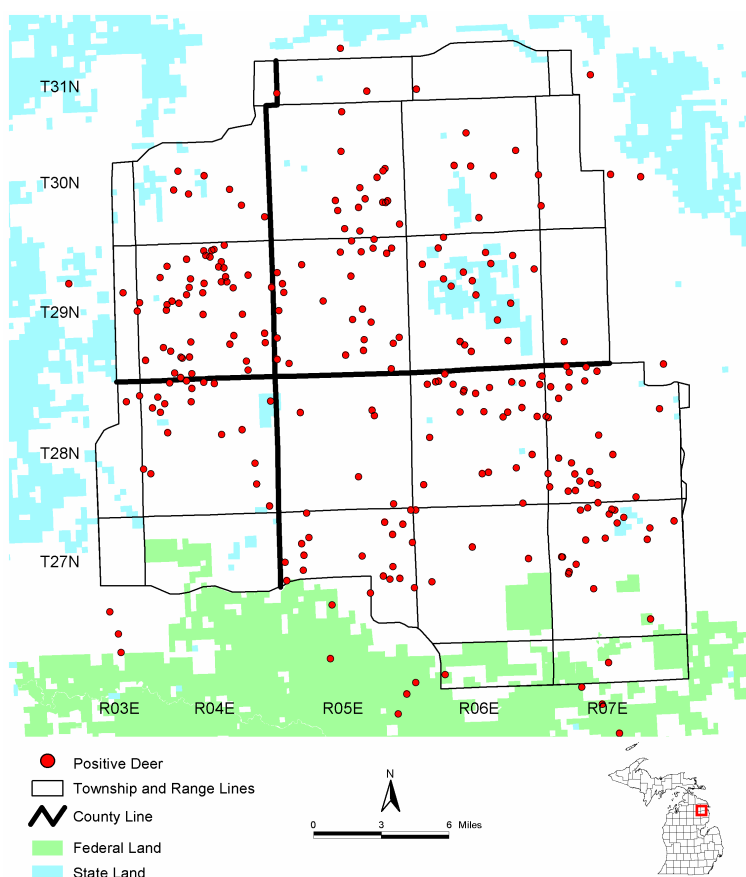 T31N
T30N
T29N
T28N
T27N
R03E R04E R05E R06E R07E
Positive Deer
Township and Range Lines
County Line
Federal Land
State Land
N
0 3 6 Miles